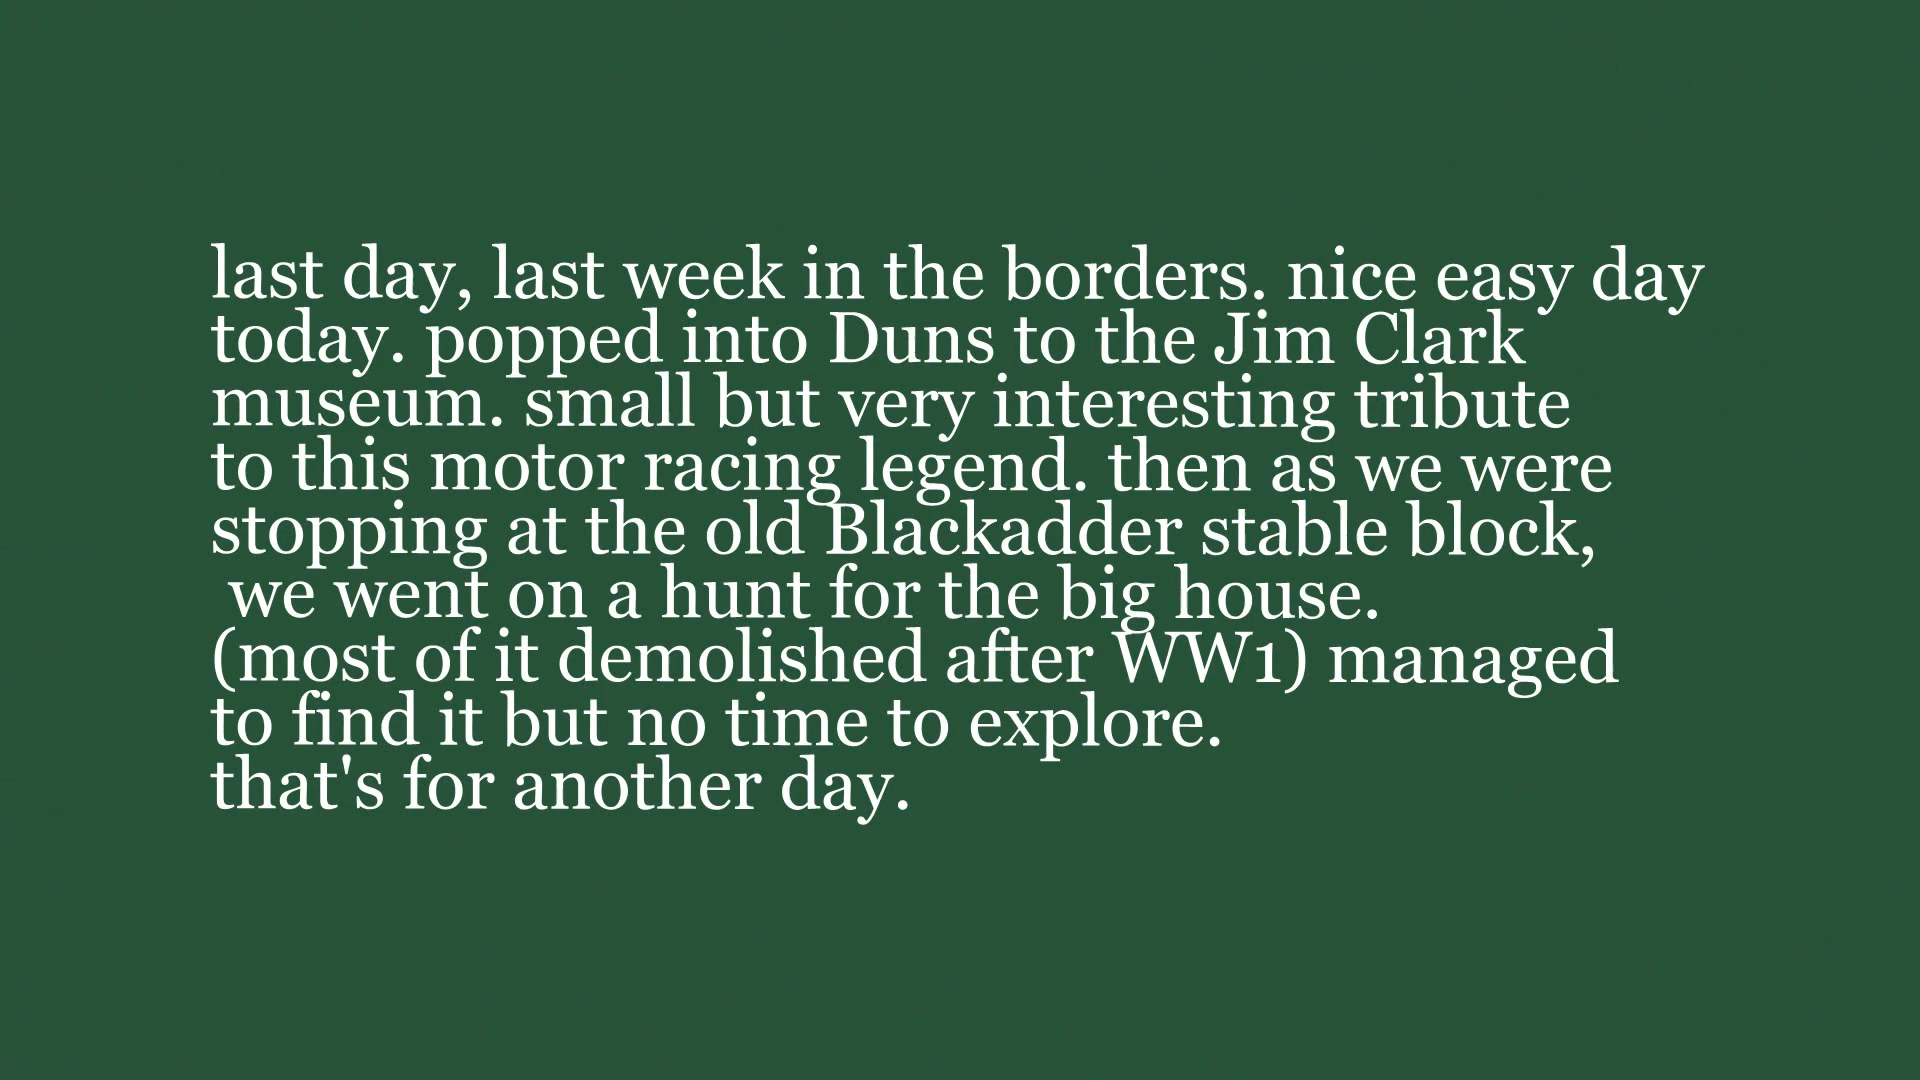 last day, last week in the borders. nice easy day
today. popped into Duns to the Jim Clark
museum. small but very interesting tribute
to this motor racing legend. then as we were
stopping at the old Blackadder stable block,
we went on a hunt for the big house.
(most of it demolished after WW1) managed
to find it but no time to explore.
that's for another day.